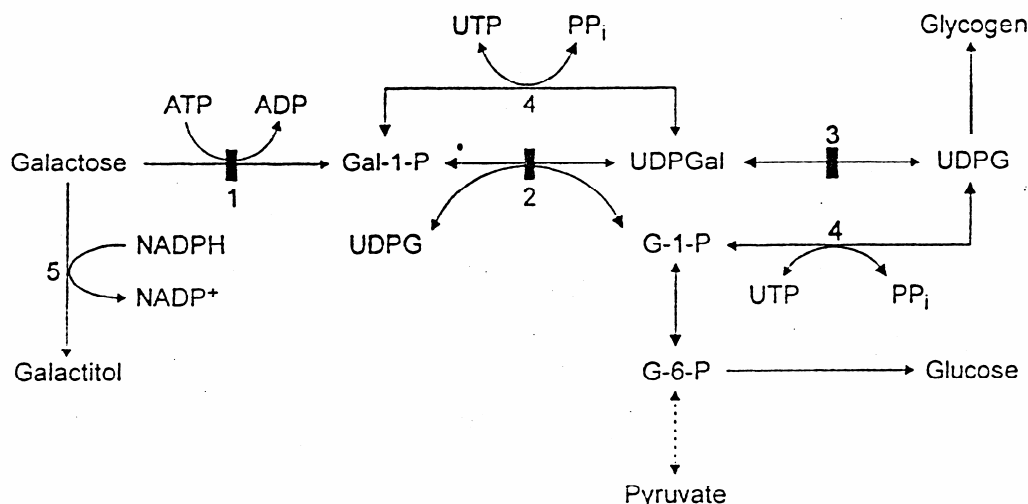 UTP PPi Glycogen
ATP ADP 4 3
Galactose Gal-1-P UDPGal UDPG
1 2
UDPG G-1-P 4
NADPH
5
NADP+ UTP PPi
Galactitol G-6-P Glucose
Pyruvate